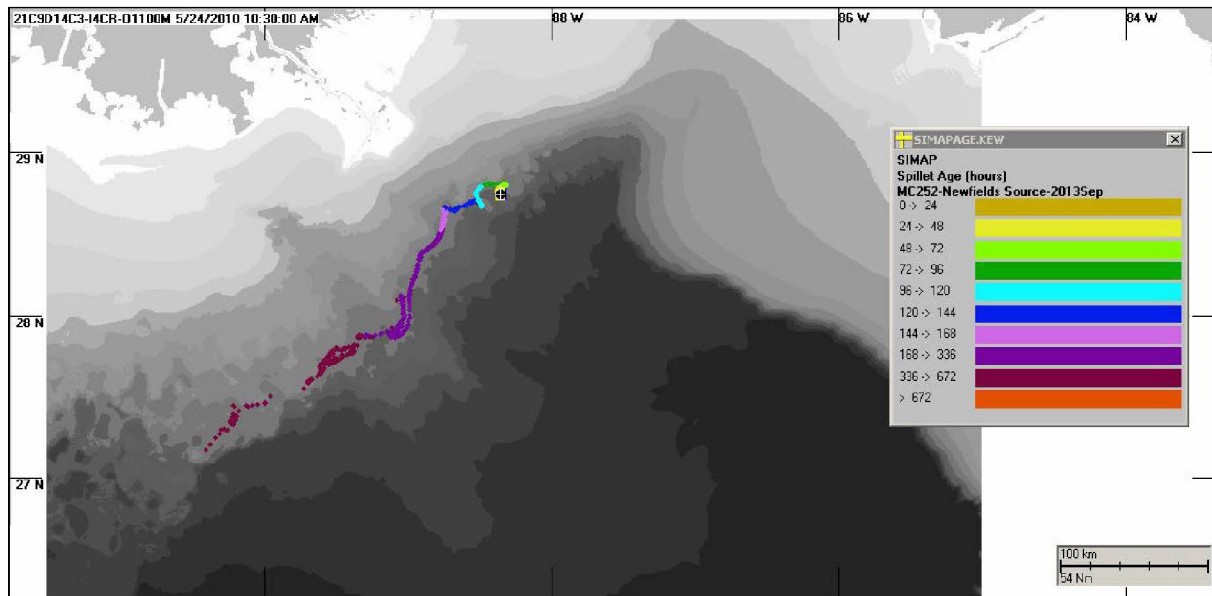 21C9D14C3-I4CR-D1100M 5/24/2010 10:30:00 AM
88 W
86 W
84 W
29 N
28 N
27 N
SIMAPAGE.KEW
SIMAP
Spillet Age (hours)
MC252-Newfields Source-2013Sep
0 -> 24
24 -> 48
48 -> 72
72 -> 96
96 -> 120
120 -> 144
144 -> 168
168 -> 336
336 -> 672
> 672
100 km
54 Nm